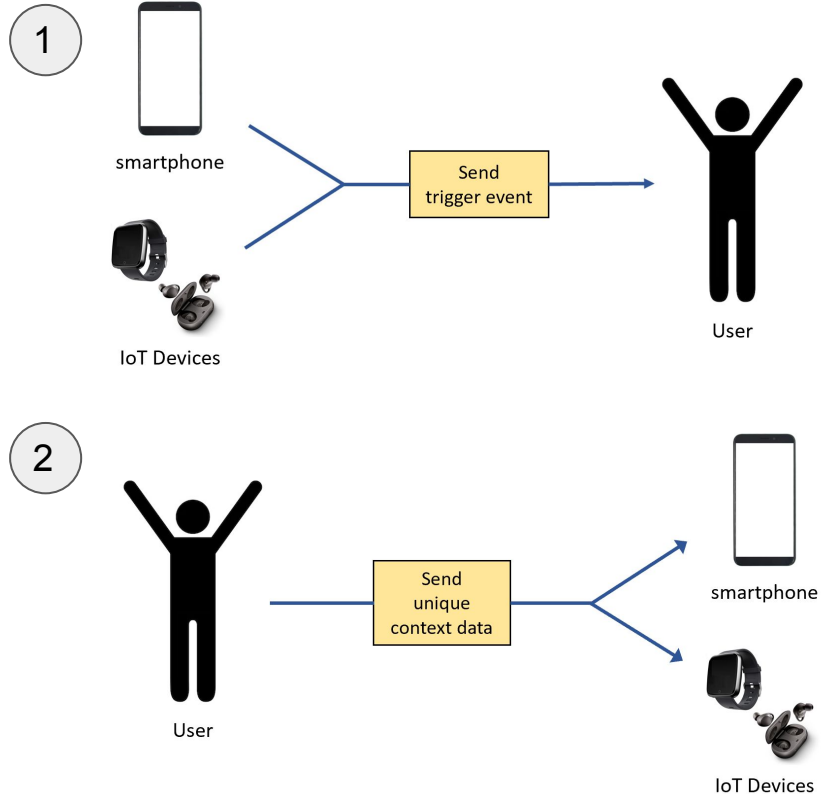 1
smartphone
Send
trigger event
IoT Devices
User
2
Send
unique
context data
smartphone
User
IoT Devices